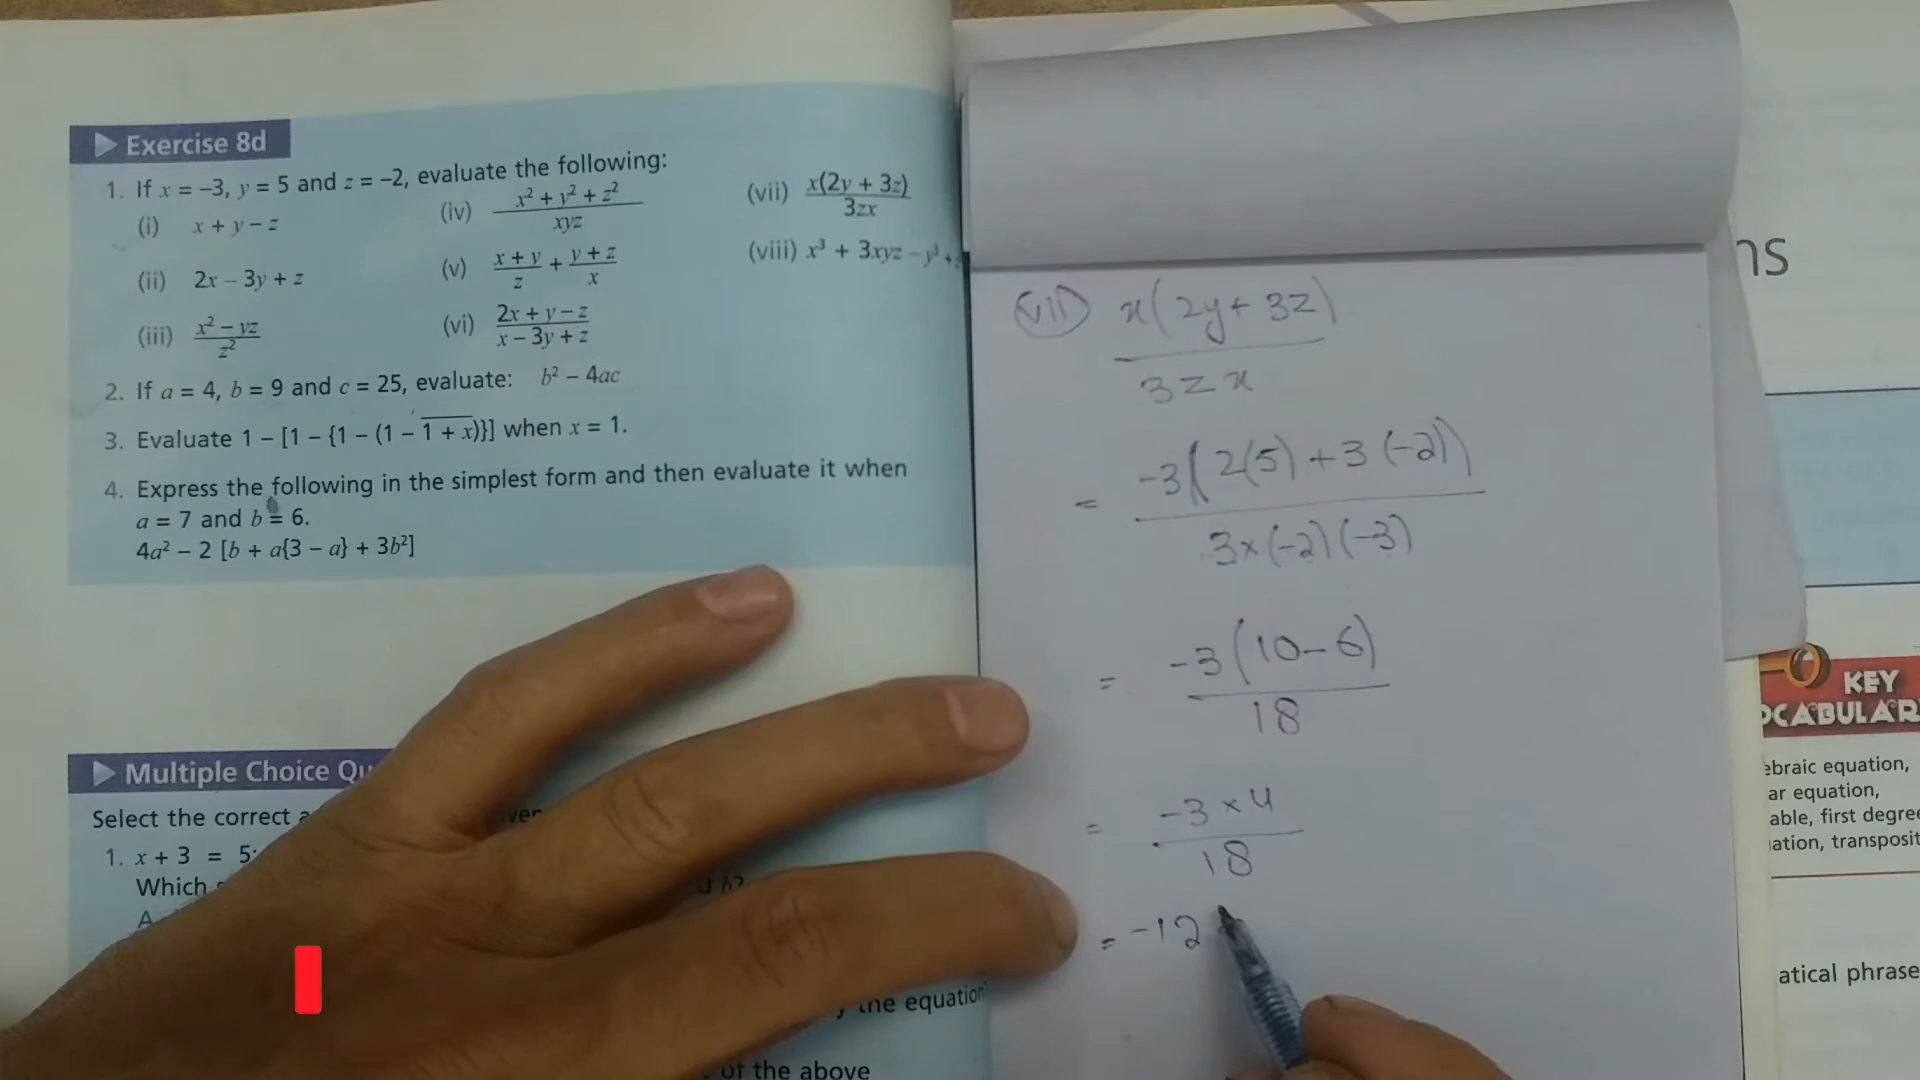 Exercise 8d
1. If x = –3, y = 5 and z = –2, evaluate the following:
(i) x + y – z
(ii) 2x – 3y + z
(iii) x² – yz / z²
(iv) x² + y² + z² / xyz
(v) x + y / z + y + z / x
(vi) 2x + y – z / x – 3y + z
(vii) x(2y + 3z) / 3zx
(viii) x³ + 3xyz – y³ +
2. If a = 4, b = 9 and c = 25, evaluate: b² – 4ac
3. Evaluate 1 – [1 – {1 – (1 – 1 + x)}] when x = 1.
4. Express the following in the simplest form and then evaluate it when
a = 7 and b = 6.
4a² – 2 [b + a{3 – a} + 3b²]
Multiple Choice
Select the correct
1. x + 3 = 5
Which
A
b?
the equation
of the above
(vii) x(2y + 3z)
3zx
= -3(2(5) + 3(-2))
3×(-2)(-3)
= -3(10-6)
18
= -3×4
18
= -12
ns
KEY
equation,
ar equation,
able, first
atical phrase